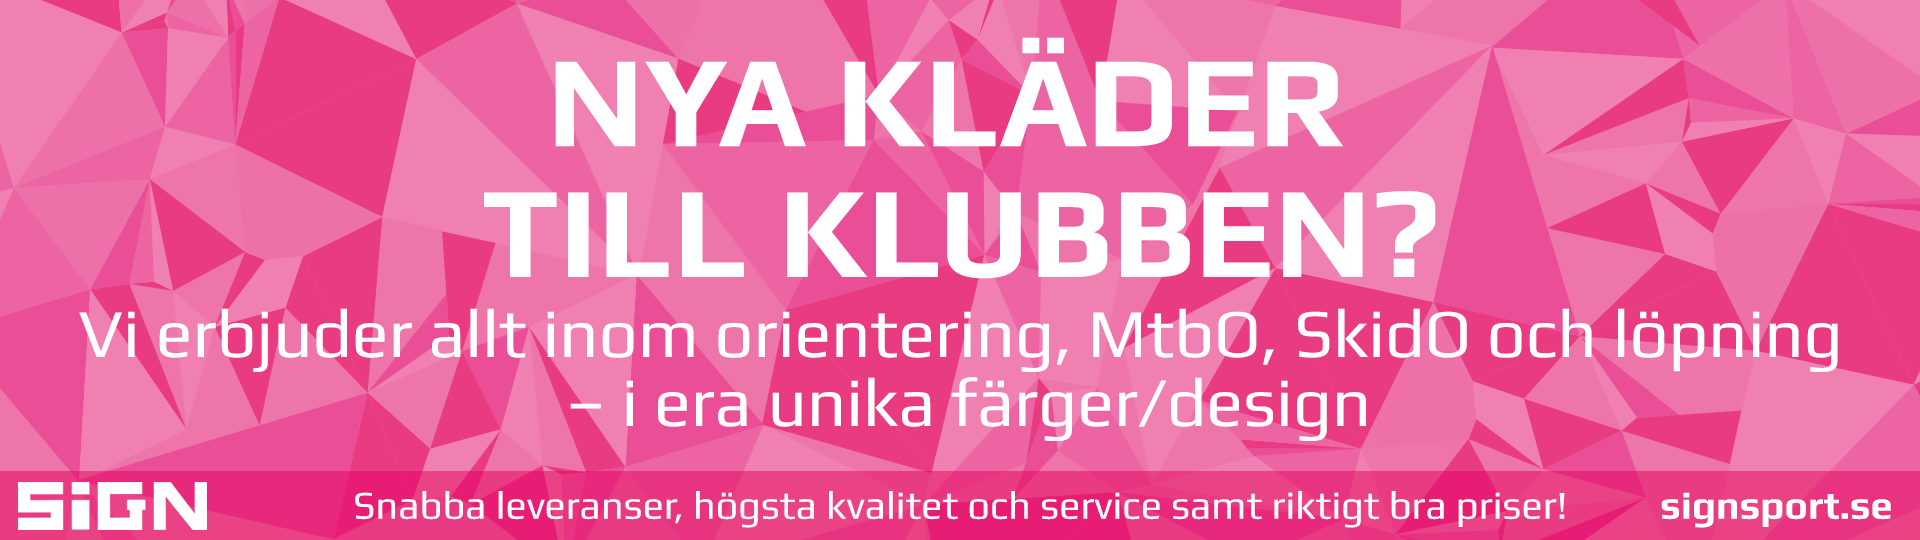 NYA KLÄDER
TILL KLUBBEN?
Vi erbjuder allt inom orientering, MtbO, SkidO och löpning
– i era unika färger/design
SiGN Snabba leveranser, högsta kvalitet och service samt riktigt bra priser! signsport.se